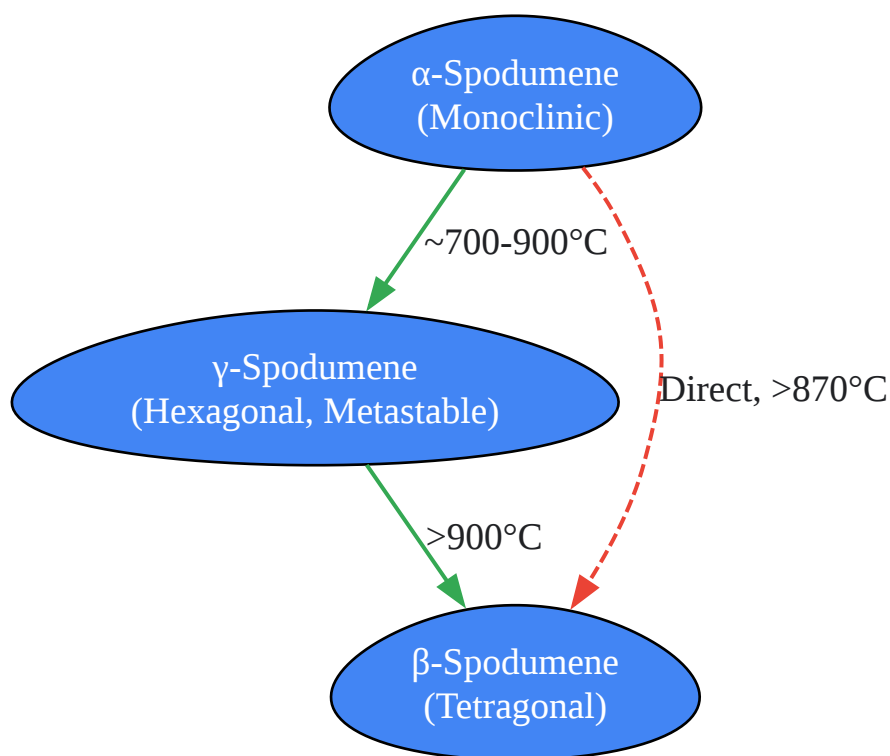 α-Spodumene
(Monoclinic)
~700-900°C
γ-Spodumene
(Hexagonal, Metastable)
Direct, >870°C
>900°C
β-Spodumene
(Tetragonal)